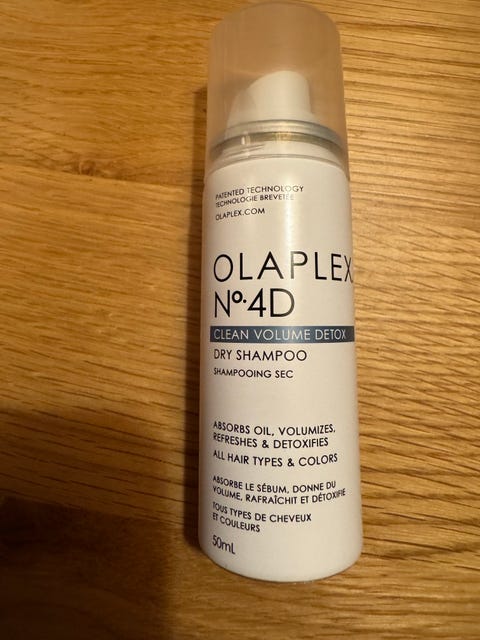 PATENTED TECHNOLOGY
TECHNOLOGIE BREVETÉE
OLAPLEX.COM
OLAPLEX
Nº.4D
CLEAN VOLUME DETOX
DRY SHAMPOO
SHAMPOOING SEC
ABSORBS OIL, VOLUMIZES,
REFRESHES & DETOXIFIES
ALL HAIR TYPES & COLORS
ABSORBE LE SÉBUM, DONNE DU
VOLUME, RAFRAÎCHIT ET DÉTOXIFIE
TOUS TYPES DE CHEVEUX
ET COULEURS
50mL